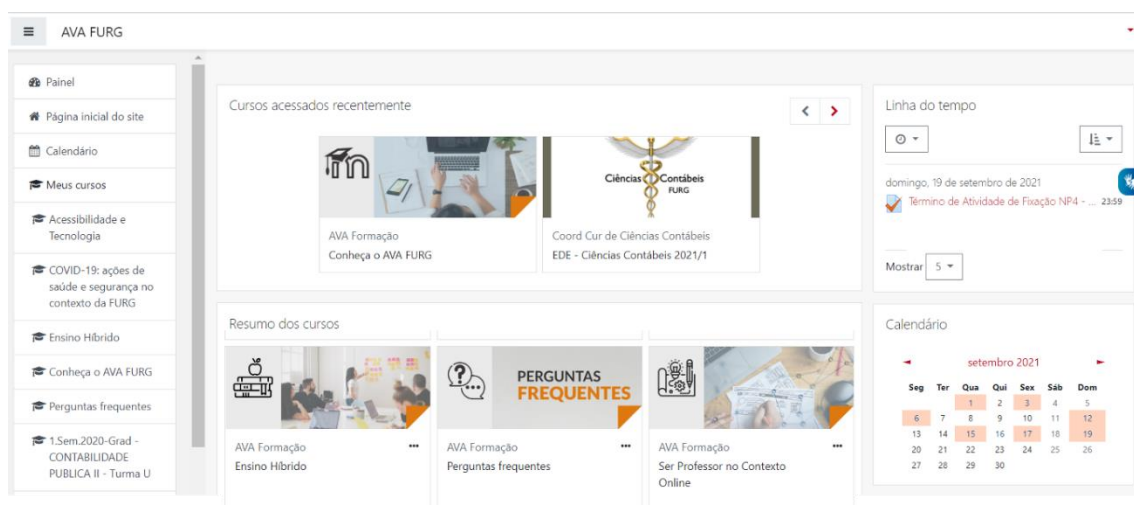 AVA FURG
Painel
Página inicial do site
Calendário
Meus cursos
Acessibilidade e
Tecnologia
COVID-19: ações de
saúde e segurança no
contexto da FURG
Ensino Híbrido
Conheça o AVA FURG
Perguntas frequentes
1.Sem.2020-Grad -
CONTABILIDADE
PUBLICA II - Turma U
Cursos acessados recentemente
Ciências Contábeis
FURG
AVA Formação
Conheça o AVA FURG
Coord Cur de Ciências Contábeis
EDE - Ciências Contábeis 2021/1
Resumo dos cursos
AVA Formação
Ensino Híbrido
PERGUNTAS
FREQUENTES
AVA Formação
Perguntas frequentes
AVA Formação
Ser Professor no Contexto
Online
Linha do tempo
domingo, 19 de setembro de 2021
Término de Atividade de Fixação NP4 - ... 23:59
Mostrar 5
Calendário
setembro 2021
Seg Ter Qua Qui Sex Sáb Dom
1 2 3 4 5
6 7 8 9 10 11 12
13 14 15 16 17 18 19
20 21 22 23 24 25 26
27 28 29 30